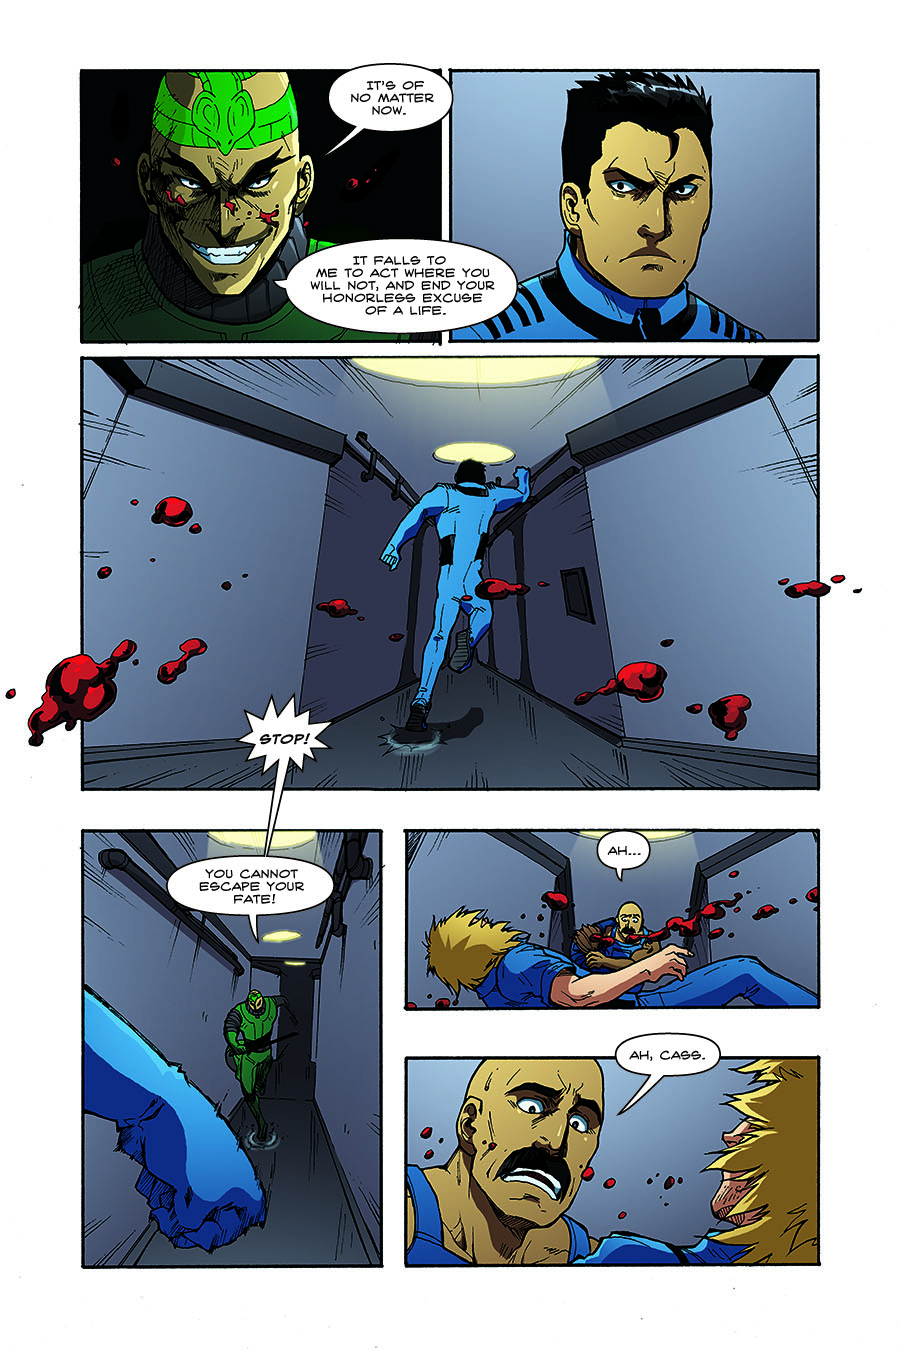 IT'S OF
NO MATTER
NOW.
IT FALLS TO
ME TO ACT WHERE YOU
WILL NOT, AND END YOUR
HONORLESS EXCUSE
OF A LIFE.
STOP!
YOU CANNOT
ESCAPE YOUR
FATE!
AH...
AH, CASS.